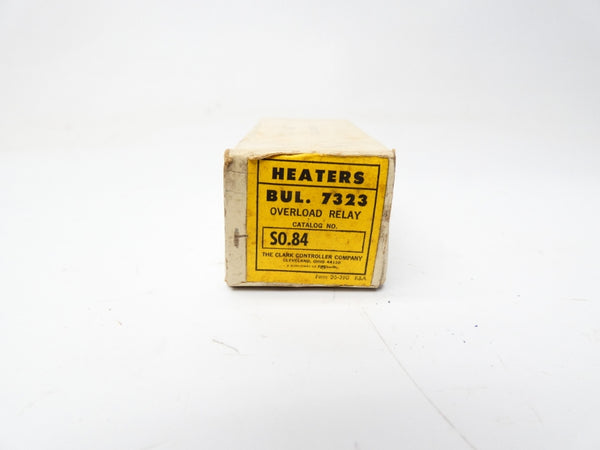 HEATERS
BUL. 7323
OVERLOAD RELAY
CATALOG NO.
SO.84
THE CLARK CONTROLLER COMPANY
CLEVELAND, OHIO 44110